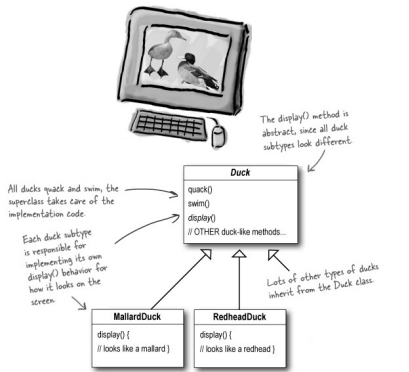 The display() method is
abstract, since all duck
subtypes look different.
Duck
All ducks quack and swim, the
superclass takes care of the
implementation code.
quack()
swim()
display()
// OTHER duck-like methods...
Each duck subtype
is responsible for
implementing its own
display() behavior for
how it looks on the
screen.
Lots of other types of ducks
inherit from the Duck class.
MallardDuck
display() {
// looks like a mallard }
RedheadDuck
display() {
// looks like a redhead }